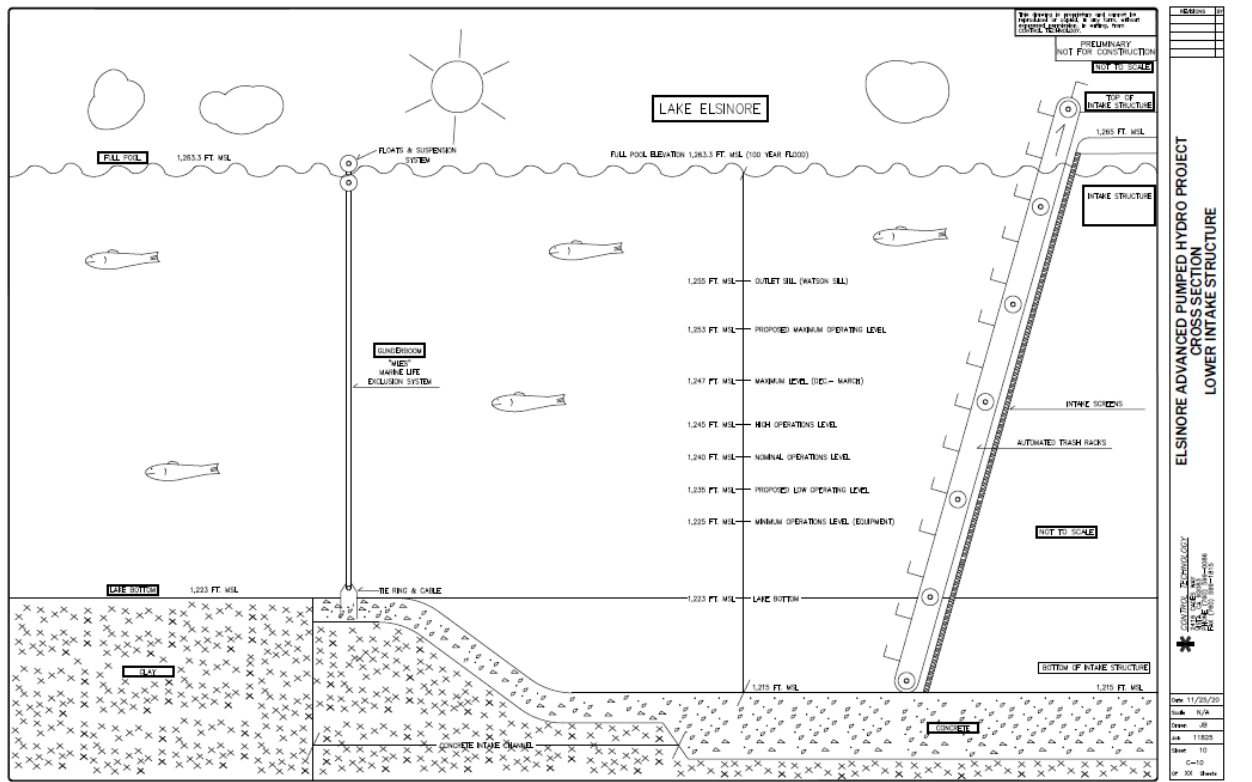 This drawing is proprietary and cannot be
reproduced or copied, in any form, without
expressed permission, in writing, from
CONTROL TECHNOLOGY.
PRELIMINARY
NOT FOR CONSTRUCTION
NOT TO SCALE
REVISIONS BY
LAKE ELSINORE
TOP OF
INTAKE STRUCTURE
1,265 FT. MSL
FULL POOL 1,263.3 FT. MSL
FLOATS & SUSPENSION
SYSTEM
FULL POOL ELEVATION 1,263.3 FT. MSL (100 YEAR FLOOD)
INTAKE STRUCTURE
1,255 FT. MSL OUTLET SILL (WATSON SILL)
1,253 FT. MSL PROPOSED MAXIMUM OPERATING LEVEL
GUNDERBOOM
"MLES"
MARINE LIFE
EXCLUSION SYSTEM
1,247 FT. MSL MAXIMUM LEVEL (DEC.- MARCH)
INTAKE SCREENS
1,245 FT. MSL HIGH OPERATIONS LEVEL
AUTOMATED TRASH RACKS
1,240 FT. MSL NOMINAL OPERATIONS LEVEL
1,235 FT. MSL PROPOSED LOW OPERATING LEVEL
1,225 FT. MSL MINIMUM OPERATIONS LEVEL (EQUIPMENT)
NOT TO SCALE
LAKE BOTTOM 1,223 FT. MSL
TIE RING & CABLE
1,223 FT. MSL LAKE BOTTOM
CLAY
BOTTOM OF INTAKE STRUCTURE
1,215 FT. MSL
1,215 FT. MSL
CONCRETE
CONCRETE INTAKE CHANNEL
ELSINORE ADVANCED PUMPED HYDRO PROJECT
CROSS SECTION
LOWER INTAKE STRUCTURE
CONTROL TECHNOLOGY
Date 11/25/20
Scale N/A
Drawn JB
Job 11825
Sheet 10
C-10
Of XX Sheets